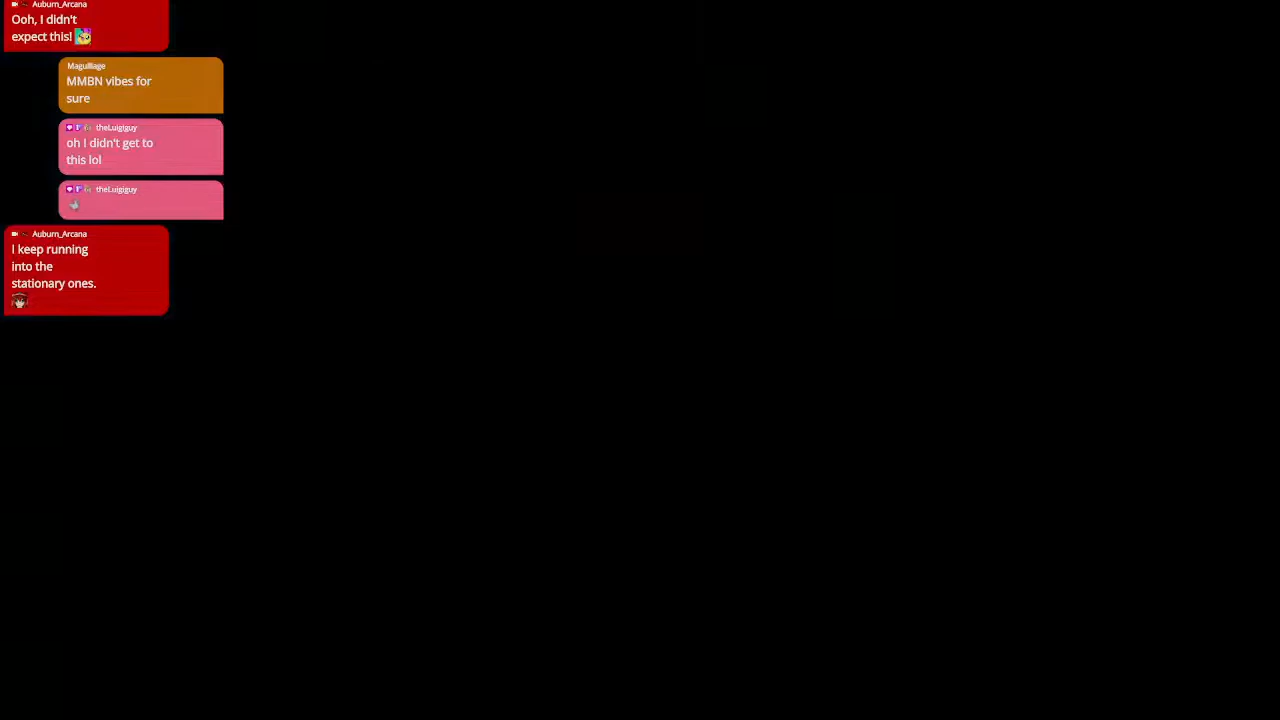 Auburn_Arcana
Ooh, I didn't
expect this!
Maguillage
MMBN vibes for
sure
theLuigiguy
oh I didn't get to
this lol
theLuigiguy
Auburn_Arcana
I keep running
into the
stationary ones.